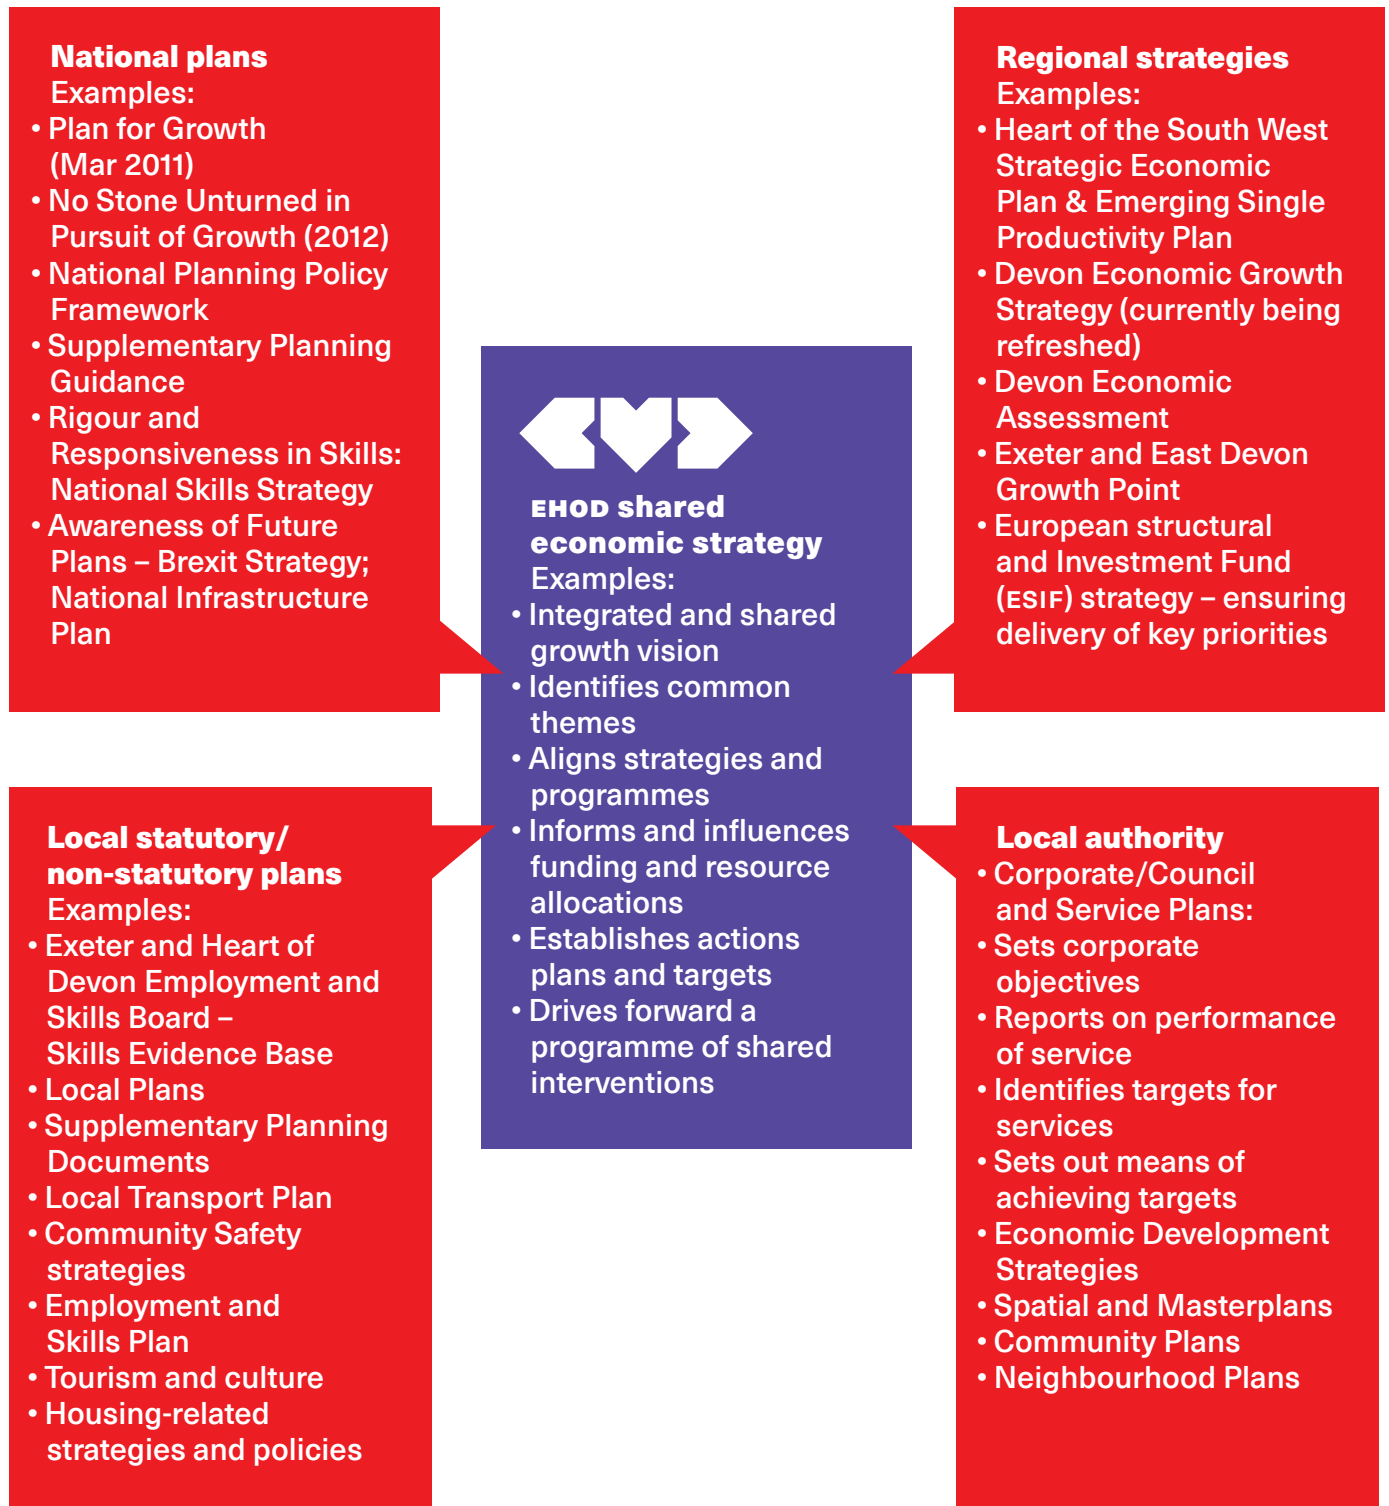 National plans
Examples:
• Plan for Growth
(Mar 2011)
• No Stone Unturned in
Pursuit of Growth (2012)
• National Planning Policy
Framework
• Supplementary Planning
Guidance
• Rigour and
Responsiveness in Skills:
National Skills Strategy
• Awareness of Future
Plans – Brexit Strategy;
National Infrastructure
Plan
Regional strategies
Examples:
• Heart of the South West
Strategic Economic
Plan & Emerging Single
Productivity Plan
• Devon Economic Growth
Strategy (currently being
refreshed)
• Devon Economic
Assessment
• Exeter and East Devon
Growth Point
• European structural
and Investment Fund
(ESIF) strategy – ensuring
delivery of key priorities
EHOD shared
economic strategy
Examples:
• Integrated and shared
growth vision
• Identifies common
themes
• Aligns strategies and
programmes
• Informs and influences
funding and resource
allocations
• Establishes actions
plans and targets
• Drives forward a
programme of shared
interventions
Local statutory/
non-statutory plans
Examples:
• Exeter and Heart of
Devon Employment and
Skills Board –
Skills Evidence Base
• Local Plans
• Supplementary Planning
Documents
• Local Transport Plan
• Community Safety
strategies
• Employment and
Skills Plan
• Tourism and culture
• Housing-related
strategies and policies
Local authority
• Corporate/Council
and Service Plans:
• Sets corporate
objectives
• Reports on performance
of service
• Identifies targets for
services
• Sets out means of
achieving targets
• Economic Development
Strategies
• Spatial and Masterplans
• Community Plans
• Neighbourhood Plans